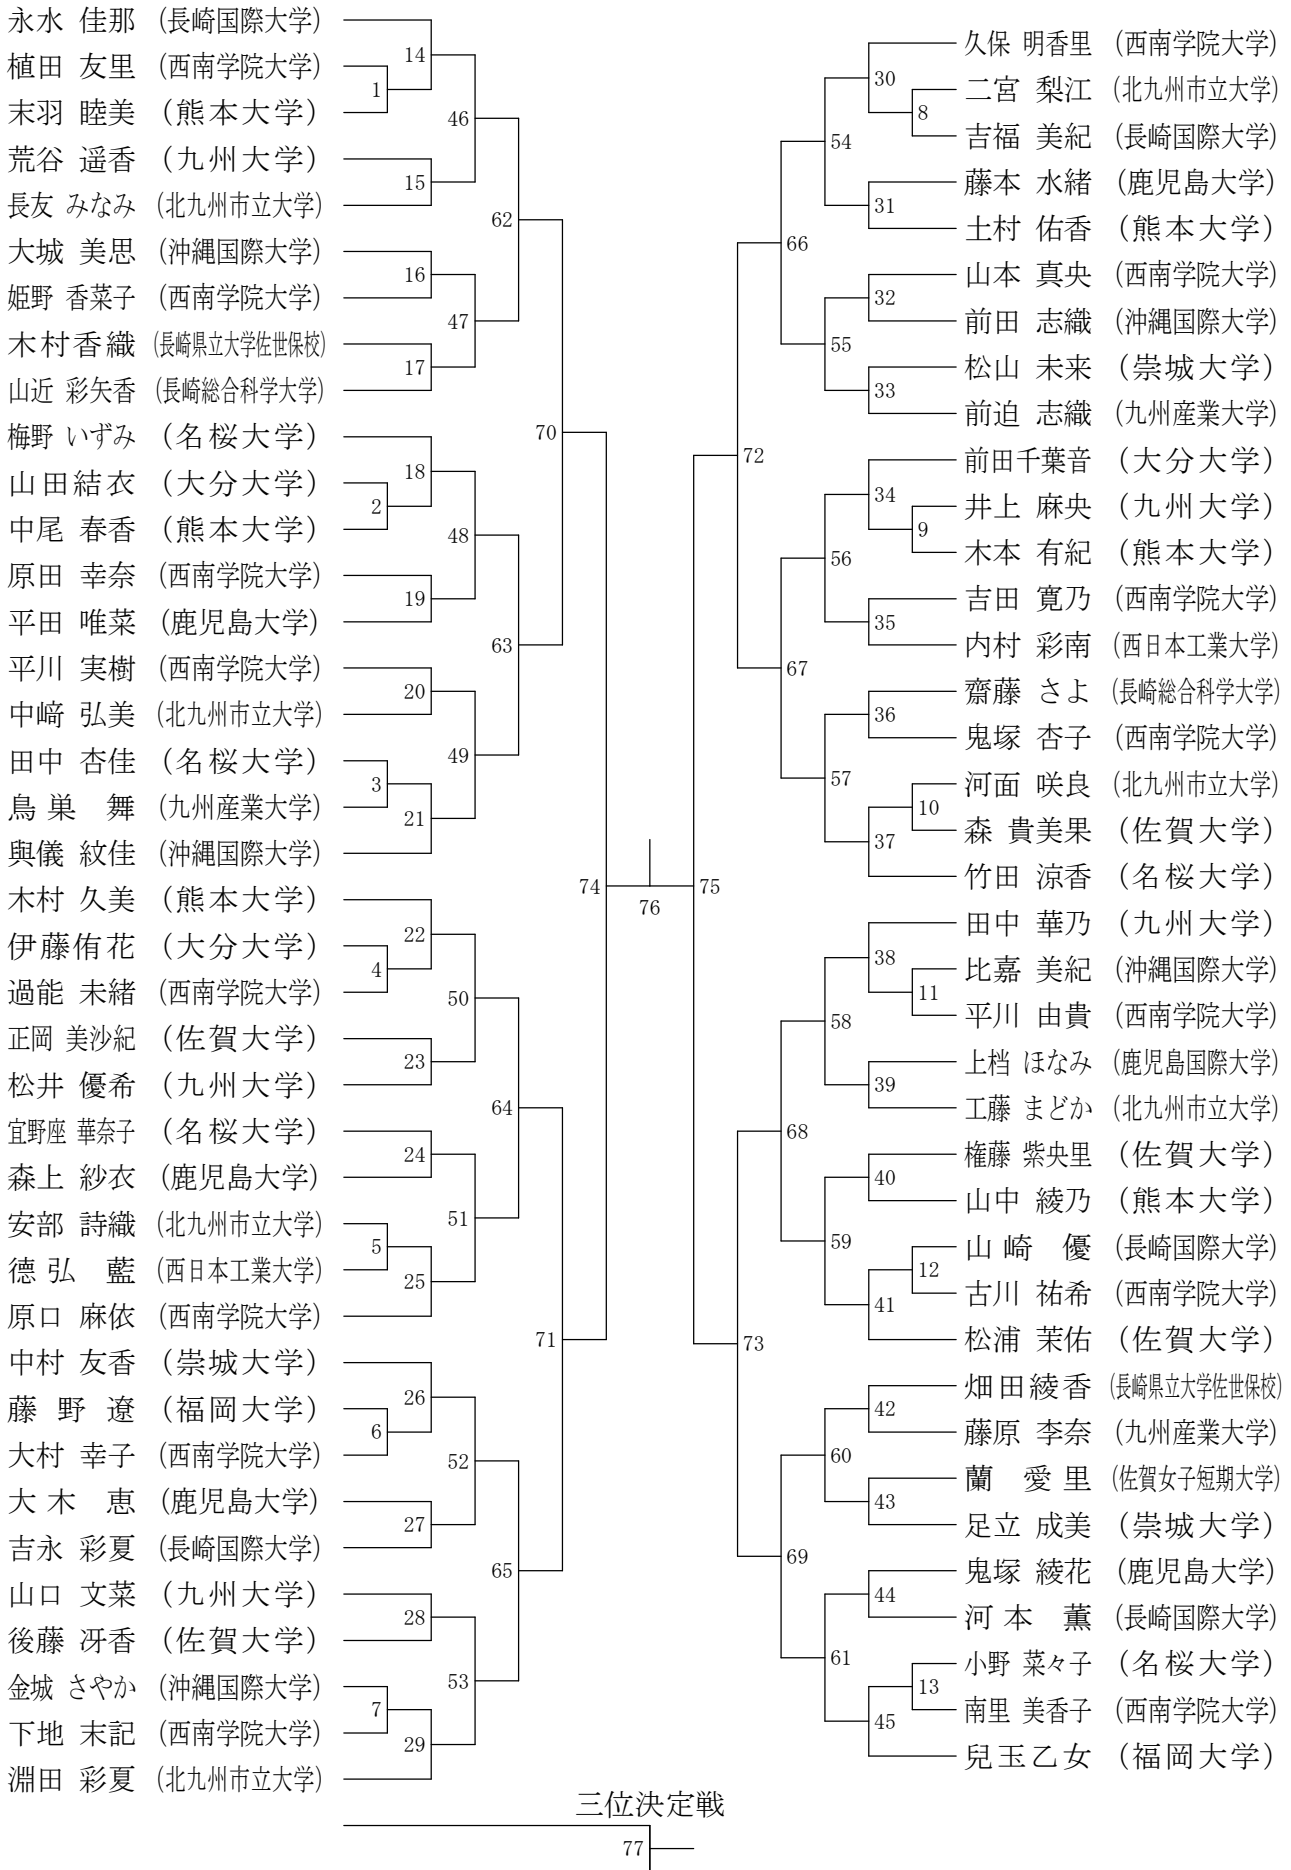 永水 佳那 (長崎国際大学)
植田 友里 (西南学院大学)
末羽 睦美 (熊本大学)
荒谷 遥香 (九州大学)
長友 みなみ (北九州市立大学)
大城 美思 (沖縄国際大学)
姫野 香菜子 (西南学院大学)
木村香織 (長崎県立大学佐世保校)
山近 彩矢香 (長崎総合科学大学)
梅野 いずみ (名桜大学)
山田結衣 (大分大学)
中尾 春香 (熊本大学)
原田 幸奈 (西南学院大学)
平田 唯菜 (鹿児島大学)
平川 実樹 (西南学院大学)
中﨑 弘美 (北九州市立大学)
田中 杏佳 (名桜大学)
鳥巣 舞 (九州産業大学)
與儀 紋佳 (沖縄国際大学)
木村 久美 (熊本大学)
伊藤侑花 (大分大学)
過能 未緒 (西南学院大学)
正岡 美沙紀 (佐賀大学)
松井 優希 (九州大学)
宜野座 華奈子 (名桜大学)
森上 紗衣 (鹿児島大学)
安部 詩織 (北九州市立大学)
德弘 藍 (西日本工業大学)
原口 麻依 (西南学院大学)
中村 友香 (崇城大学)
藤野 遼 (福岡大学)
大村 幸子 (西南学院大学)
大木 恵 (鹿児島大学)
吉永 彩夏 (長崎国際大学)
山口 文菜 (九州大学)
後藤 冴香 (佐賀大学)
金城 さやか (沖縄国際大学)
下地 末記 (西南学院大学)
淵田 彩夏 (北九州市立大学)
1
2
3
4
5
6
7
14
15
16
17
18
19
20
21
22
23
24
25
26
27
28
29
46
47
48
49
50
51
52
53
62
63
64
65
70
71
74
76
75
72
73
66
67
68
69
54
55
56
57
58
59
60
61
30
31
32
33
34
35
36
37
38
39
40
41
42
43
44
45
8
9
10
11
12
13
久保 明香里 (西南学院大学)
二宮 梨江 (北九州市立大学)
吉福 美紀 (長崎国際大学)
藤本 水緒 (鹿児島大学)
土村 佑香 (熊本大学)
山本 真央 (西南学院大学)
前田 志織 (沖縄国際大学)
松山 未来 (崇城大学)
前迫 志織 (九州産業大学)
前田千葉音 (大分大学)
井上 麻央 (九州大学)
木本 有紀 (熊本大学)
吉田 寛乃 (西南学院大学)
内村 彩南 (西日本工業大学)
齋藤 さよ (長崎総合科学大学)
鬼塚 杏子 (西南学院大学)
河面 咲良 (北九州市立大学)
森 貴美果 (佐賀大学)
竹田 涼香 (名桜大学)
田中 華乃 (九州大学)
比嘉 美紀 (沖縄国際大学)
平川 由貴 (西南学院大学)
上档 ほなみ (鹿児島国際大学)
工藤 まどか (北九州市立大学)
権藤 紫央里 (佐賀大学)
山中 綾乃 (熊本大学)
山崎 優 (長崎国際大学)
古川 祐希 (西南学院大学)
松浦 茉佑 (佐賀大学)
畑田綾香 (長崎県立大学佐世保校)
藤原 李奈 (九州産業大学)
蘭 愛里 (佐賀女子短期大学)
足立 成美 (崇城大学)
鬼塚 綾花 (鹿児島大学)
河本 薫 (長崎国際大学)
小野 菜々子 (名桜大学)
南里 美香子 (西南学院大学)
兒玉乙女 (福岡大学)
三位決定戦
77